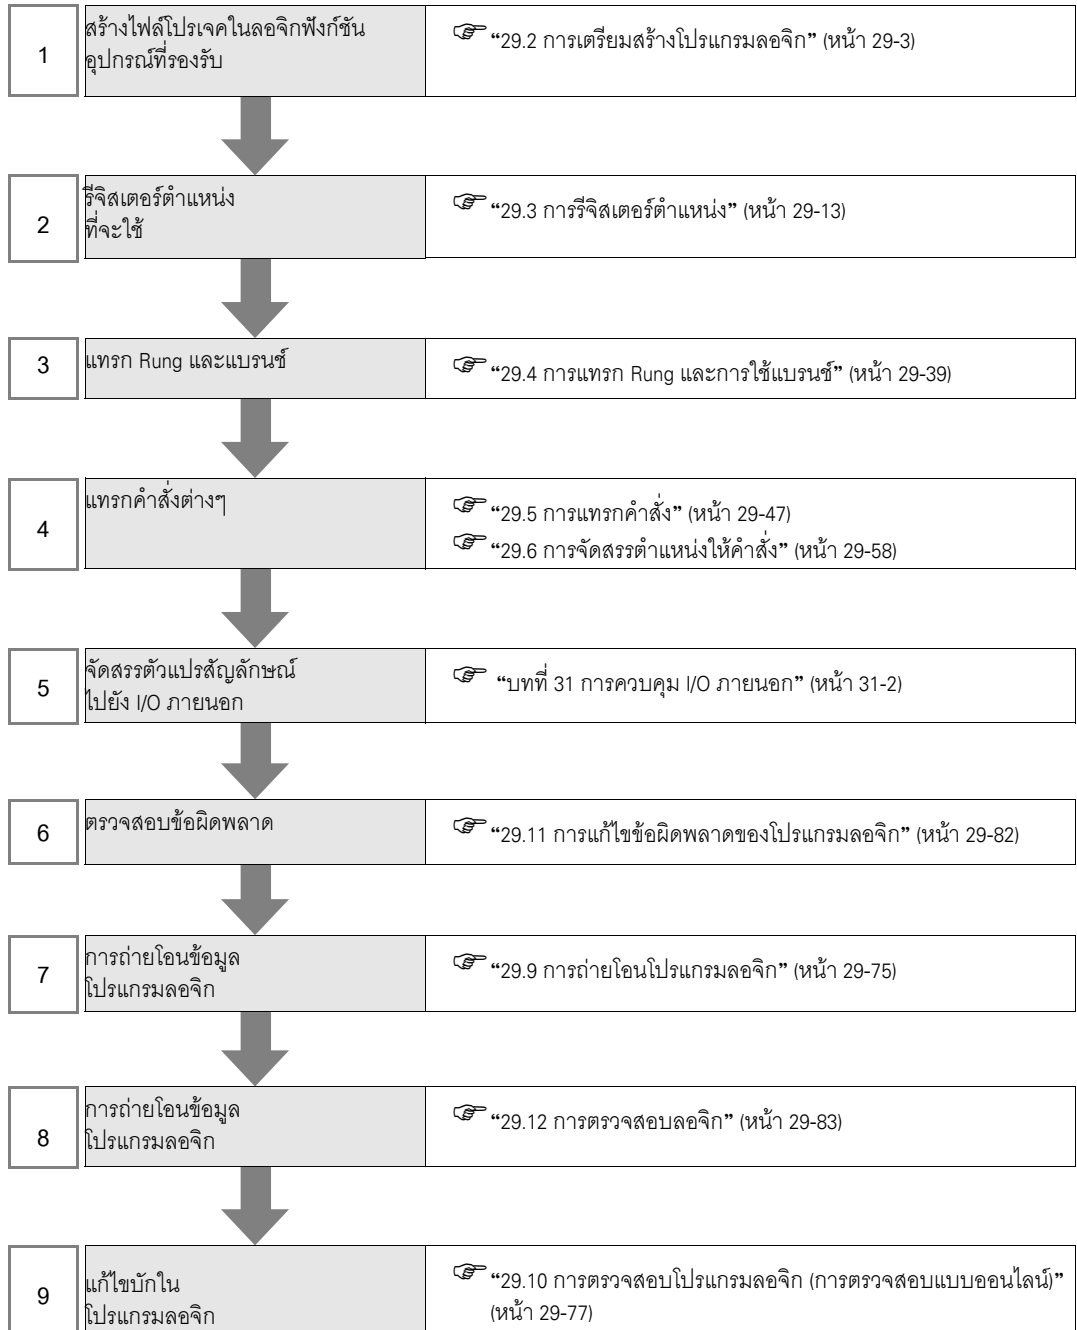 1
สร้างไฟล์โปรเจคในลอจิกฟังก์ชัน
อุปกรณ์ที่รองรับ
“29.2 การเตรียมสร้างโปรแกรมลอจิก” (หน้า 29-3)
2
รีจิสเตอร์ตำแหน่ง
ที่จะใช้
“29.3 การรีจิสเตอร์ตำแหน่ง” (หน้า 29-13)
3
แทรก Rung และแบรนช์
“29.4 การแทรก Rung และการใช้แบรนช์” (หน้า 29-39)
4
แทรกคำสั่งต่างๆ
“29.5 การแทรกคำสั่ง” (หน้า 29-47)
“29.6 การจัดสรรตำแหน่งให้คำสั่ง” (หน้า 29-58)
5
จัดสรรตัวแปรสัญลักษณ์
ไปยัง I/O ภายนอก
“บทที่ 31 การควบคุม I/O ภายนอก” (หน้า 31-2)
6
ตรวจสอบข้อผิดพลาด
“29.11 การแก้ไขข้อผิดพลาดของโปรแกรมลอจิก” (หน้า 29-82)
7
การถ่ายโอนข้อมูล
โปรแกรมลอจิก
“29.9 การถ่ายโอนโปรแกรมลอจิก” (หน้า 29-75)
8
การถ่ายโอนข้อมูล
โปรแกรมลอจิก
“29.12 การตรวจสอบลอจิก” (หน้า 29-83)
9
แก้ไขบักใน
โปรแกรมลอจิก
“29.10 การตรวจสอบโปรแกรมลอจิก (การตรวจสอบแบบออนไลน์)”
(หน้า 29-77)